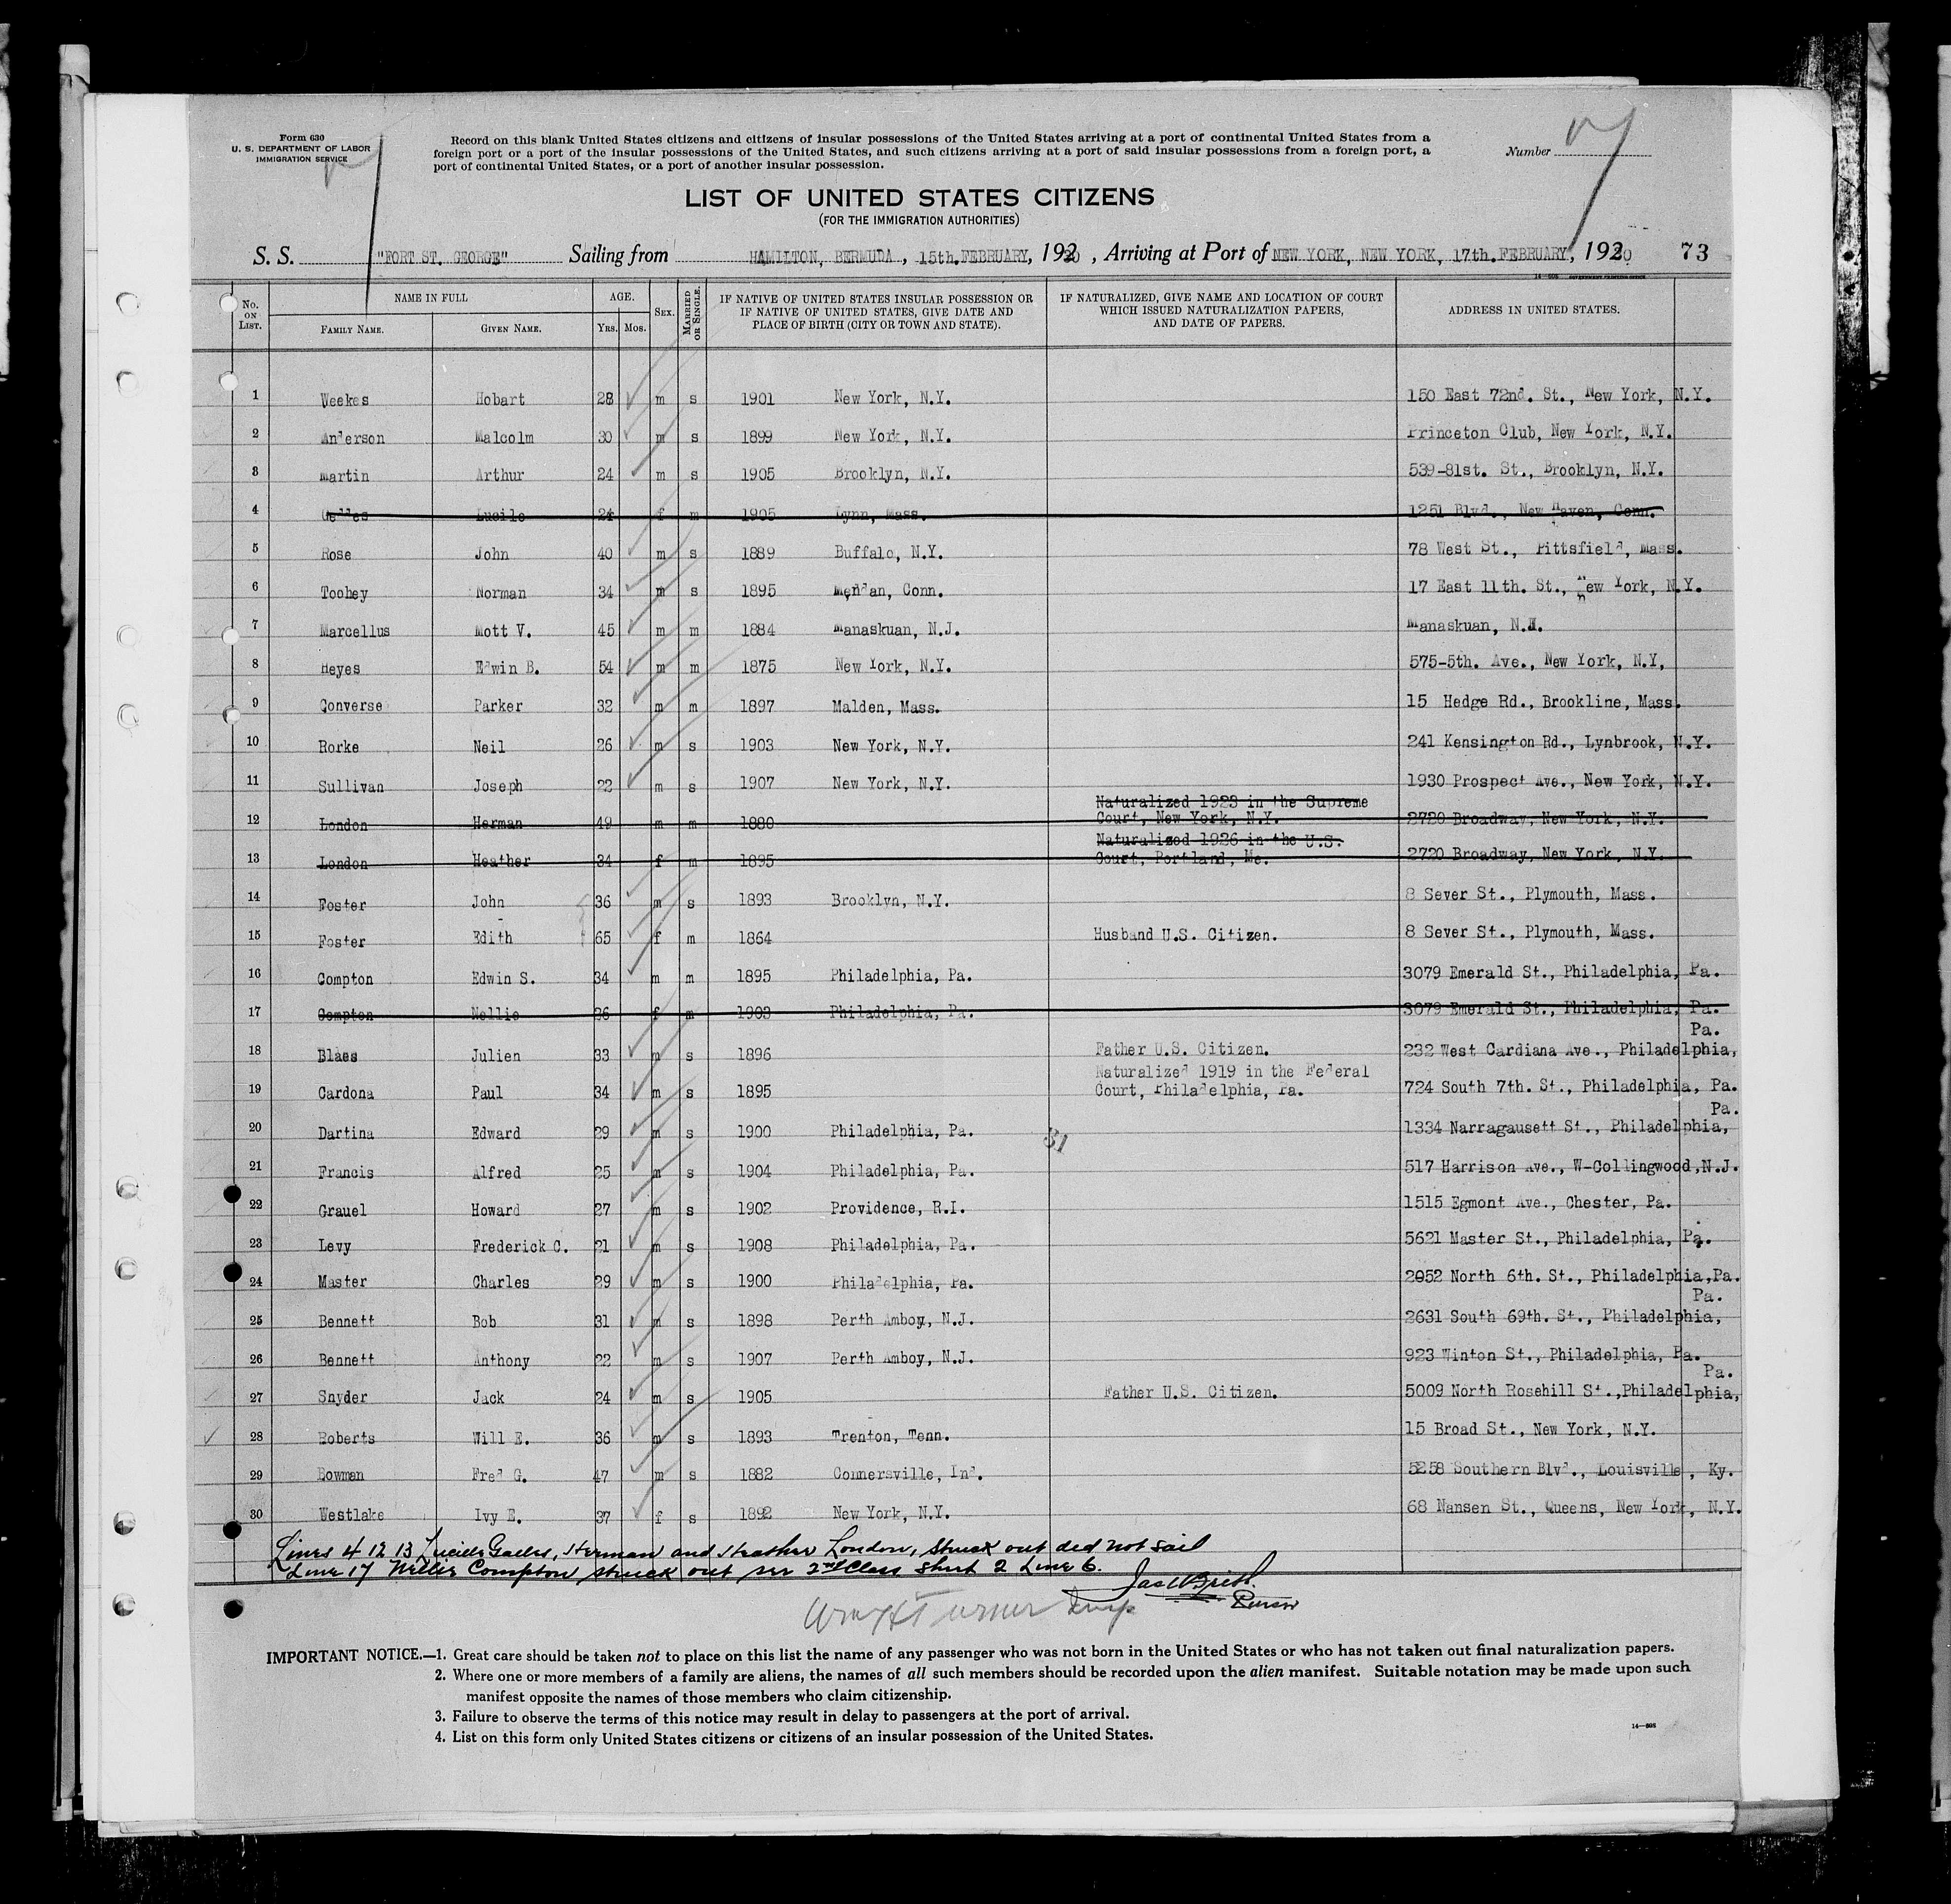 Form 630
U. S. DEPARTMENT OF LABOR
IMMIGRATION SERVICE
Record on this blank United States citizens and citizens of insular possessions of the United States arriving at a port of continental United States from a
foreign port or a port of the insular possessions of the United States, and such citizens arriving at a port of said insular possessions from a foreign port, a
port of continental United States, or a port of another insular possession.
Number
LIST OF UNITED STATES CITIZENS
(FOR THE IMMIGRATION AUTHORITIES)
S. S. "FORT ST. GEORGE" Sailing from HAMILTON, BERMUDA, 15th. FEBRUARY, 1930, Arriving at Port of NEW YORK, NEW YORK, 17th. FEBRUARY, 1930 73
No. ON LIST. NAME IN FULL FAMILY NAME. GIVEN NAME. AGE. Yrs. Mos. SEX. MARRIED OR SINGLE. IF NATIVE OF UNITED STATES INSULAR POSSESSION OR IF NATIVE OF UNITED STATES, GIVE DATE AND PLACE OF BIRTH (CITY OR TOWN AND STATE). IF NATURALIZED, GIVE NAME AND LOCATION OF COURT WHICH ISSUED NATURALIZATION PAPERS, AND DATE OF PAPERS. ADDRESS IN UNITED STATES.
1 Weekes Hobart 28 m s 1901 New York, N.Y. 150 East 72nd. St., New York, N.Y.
2 Anderson Malcolm 30 m s 1899 New York, N.Y. Princeton Club, New York, N.Y.
3 Martin Arthur 24 m s 1905 Brooklyn, N.Y. 539-81st. St., Brooklyn, N.Y.
4 Lucile 24 f m 1905 Lynn, Mass. 1251 Blvd., New Haven, Conn.
5 Rose John 40 m s 1889 Buffalo, N.Y. 78 West St., Pittsfield, Mass.
6 Toohey Norman 34 m s 1895 Conn. 17 East 11th. St., New York, N.Y.
7 Marcellus Mott V. 45 m m 1884 Manaskuan, N.J. Manaskuan, N.J.
8 Heyes Edwin B. 54 m m 1875 New York, N.Y. 575-5th. Ave., New York, N.Y,
9 Converse Parker 32 m m 1897 Malden, Mass. 15 Hedge Rd., Brookline, Mass.
10 Rorke Neil 26 m s 1903 New York, N.Y. 241 Kensington Rd., Lynbrook, N.Y.
11 Sullivan Joseph 22 m s 1907 New York, N.Y. 1930 Prospect Ave., New York, N.Y.
12 London Herman 49 m m 1880 Naturalized 1923 in the Supreme Court, New York, N.Y. 2720 Broadway, New York, N.Y.
13 London Heather 34 f m 1895 Naturalized 1926 in the U.S. Court, Portland, Me. 2720 Broadway, New York, N.Y.
14 Foster John 36 m s 1893 Brooklyn, N.Y. 8 Sever St., Plymouth, Mass.
15 Foster Edith 65 f m 1864 Husband U.S. Citizen. 8 Sever St., Plymouth, Mass.
16 Compton Edwin S. 34 m m 1895 Philadelphia, Pa. 3079 Emerald St., Philadelphia, Pa.
17 Compton Nellie 26 f m 1903 Philadelphia, Pa. 3079 Emerald St., Philadelphia, Pa.
18 Blaes Julien 33 m s 1896 Father U.S. Citizen. 232 West Cardiana Ave., Philadelphia, Pa.
19 Cardona Paul 34 m s 1895 Naturalized 1919 in the Federal Court, Philadelphia, Pa. 724 South 7th. St., Philadelphia, Pa.
20 Dartina Edward 29 m s 1900 Philadelphia, Pa. 1334 Narragausett St., Philadelphia, Pa.
21 Francis Alfred 25 m s 1904 Philadelphia, Pa. 517 Harrison Ave., W-Collingwood, N.J.
22 Grauel Howard 27 m s 1902 Providence, R.I. 1515 Egmont Ave., Chester, Pa.
23 Levy Frederick C. 21 m s 1908 Philadelphia, Pa. 5621 Master St., Philadelphia, Pa.
24 Master Charles 29 m s 1900 Philadelphia, Pa. 2052 North 6th. St., Philadelphia, Pa.
25 Bennett Bob 31 m s 1898 Perth Amboy, N.J. 2631 South 69th. St., Philadelphia, Pa.
26 Bennett Anthony 22 m s 1907 Perth Amboy, N.J. 923 Winton St., Philadelphia, Pa.
27 Snyder Jack 24 m s 1905 Father U.S. Citizen. 5009 North Rosehill St., Philadelphia, Pa.
28 Roberts Will E. 36 m s 1893 Trenton, Tenn. 15 Broad St., New York, N.Y.
29 Bowman Fred G. 47 m s 1882 Connersville, Ind. 5258 Southern Blvd., Louisville, Ky.
30 Westlake Ivy E. 37 f s 1892 New York, N.Y. 68 Nansen St., Queens, New York, N.Y.
Lines 4 12 13 Lucille Galles, Herman and Heather London, struck out did not sail
Line 17 Nellie Compton struck out per 2nd Class Sheet 2 Line 6.
Purser
IMPORTANT NOTICE.—1. Great care should be taken not to place on this list the name of any passenger who was not born in the United States or who has not taken out final naturalization papers.
2. Where one or more members of a family are aliens, the names of all such members should be recorded upon the alien manifest. Suitable notation may be made upon such
manifest opposite the names of those members who claim citizenship.
3. Failure to observe the terms of this notice may result in delay to passengers at the port of arrival.
4. List on this form only United States citizens or citizens of an insular possession of the United States.